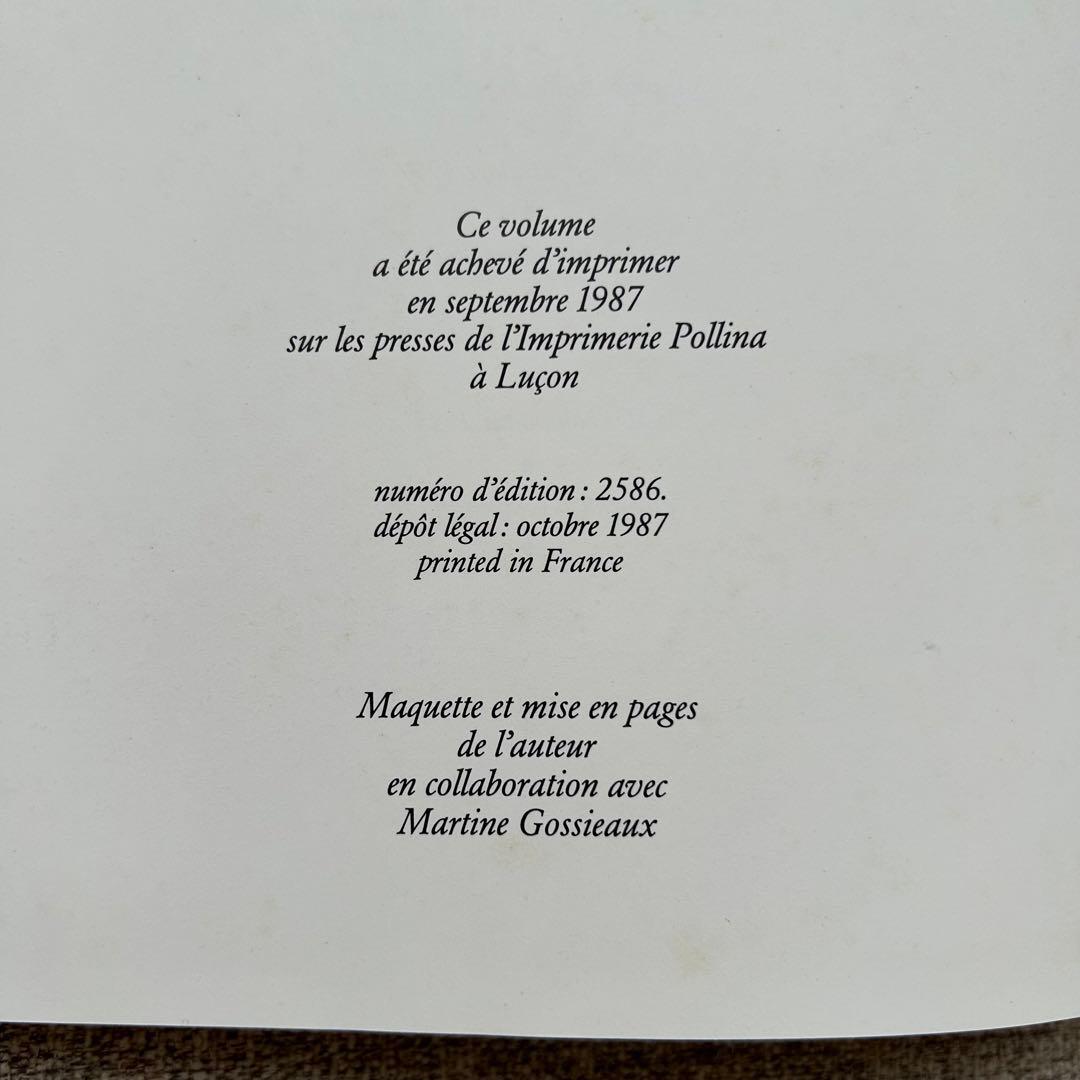 Ce volume
a été achevé d'imprimer
en septembre 1987
sur les presses de l'Imprimerie Pollina
à Luçon
numéro d'édition : 2586.
dépôt légal : octobre 1987
printed in France
Maquette et mise en pages
de l'auteur
en collaboration avec
Martine Gossieaux